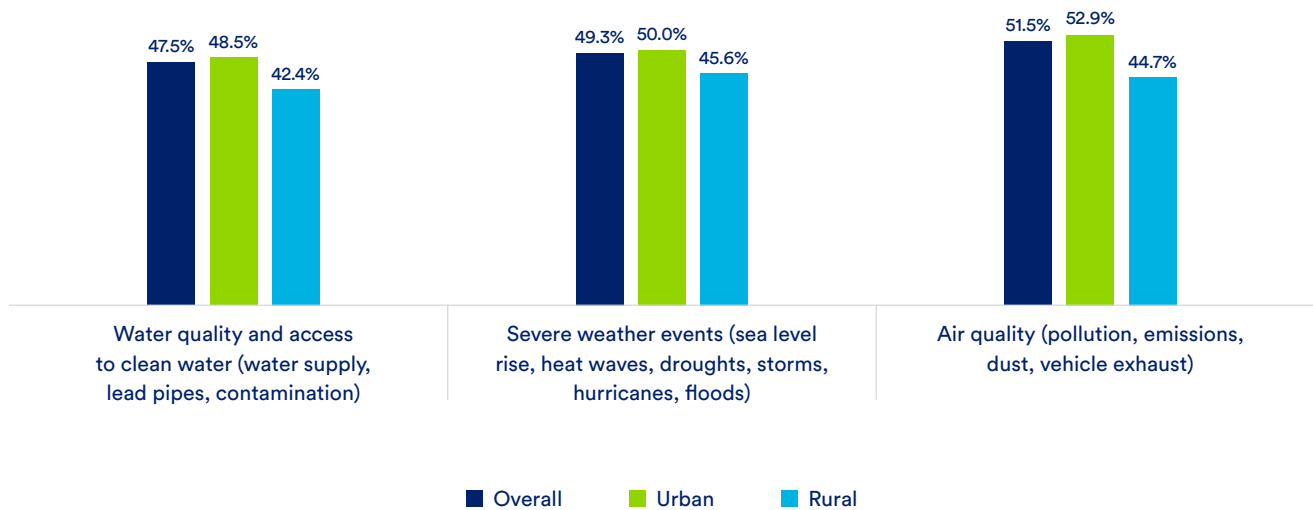 47.5%
48.5%
42.4%
49.3%
50.0%
45.6%
51.5%
52.9%
44.7%
Water quality and access
to clean water (water supply,
lead pipes, contamination)
Severe weather events (sea level
rise, heat waves, droughts, storms,
hurricanes, floods)
Air quality (pollution, emissions,
dust, vehicle exhaust)
Overall
Urban
Rural